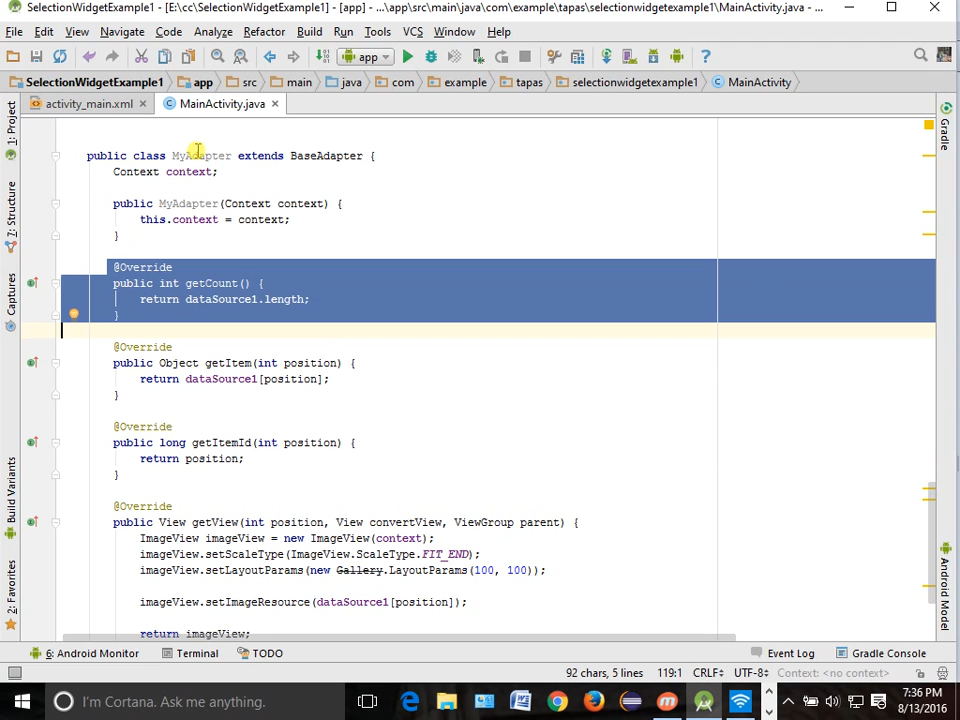 SelectionWidgetExample1 - [E:\cc\SelectionWidgetExample1] - [app] - ...\app\src\main\java\com\example\tapas\selectionwidgetexample1\MainActivity.java - ...
File Edit View Navigate Code Analyze Refactor Build Run Tools VCS Window Help
app
SelectionWidgetExample1 app src main java com example tapas selectionwidgetexample1 MainActivity
activity_main.xml MainActivity.java
1: Project
7: Structure
Captures
Build Variants
2: Favorites
public class MyAdapter extends BaseAdapter {
Context context;
public MyAdapter(Context context) {
this.context = context;
}
@Override
public int getCount() {
return dataSource1.length;
}
@Override
public Object getItem(int position) {
return dataSource1[position];
}
@Override
public long getItemId(int position) {
return position;
}
@Override
public View getView(int position, View convertView, ViewGroup parent) {
ImageView imageView = new ImageView(context);
imageView.setScaleType(ImageView.ScaleType.FIT_END);
imageView.setLayoutParams(new Gallery.LayoutParams(100, 100));
imageView.setImageResource(dataSource1[position]);
return imageView;
Gradle
Android Model
6: Android Monitor Terminal TODO Event Log Gradle Console
92 chars, 5 lines 119:1 CRLF UTF-8 Context: <no context>
I'm Cortana. Ask me anything.
7:36 PM
8/13/2016